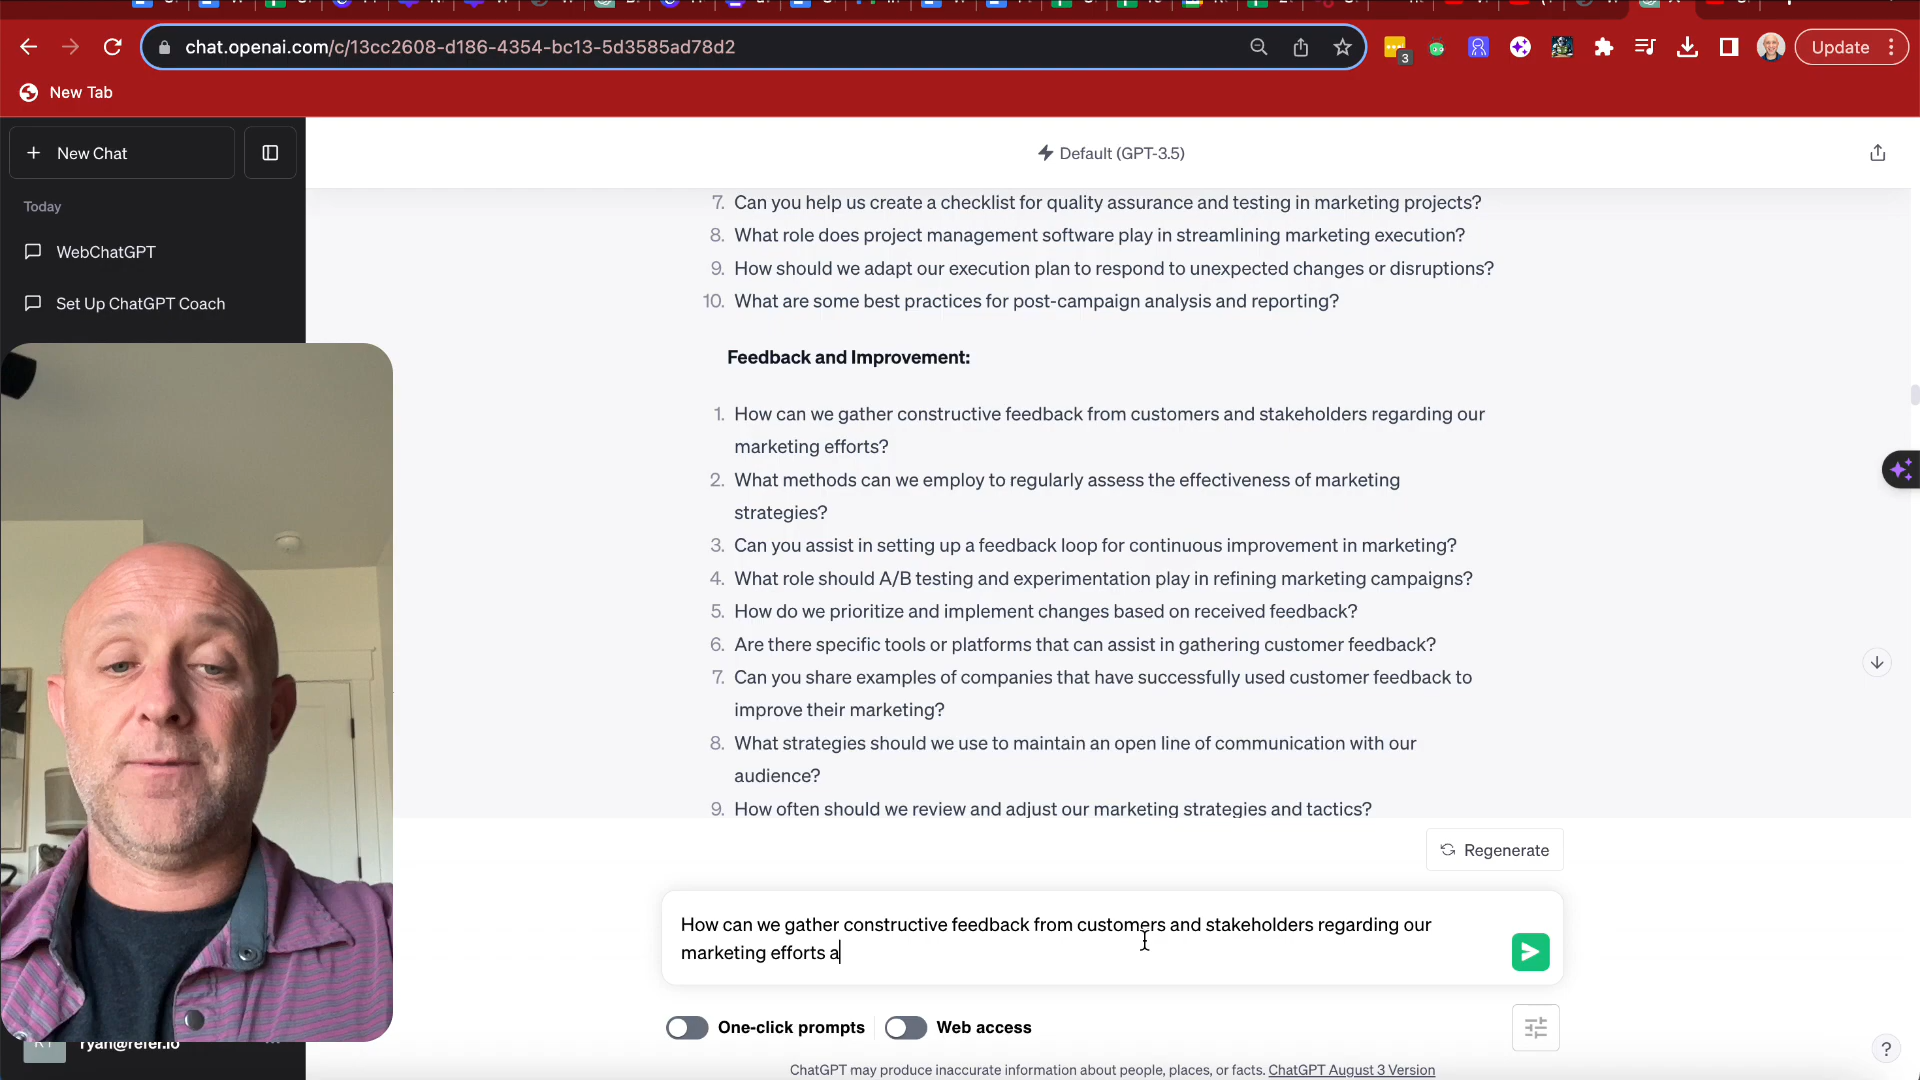 chat.openai.com/c/13cc2608-d186-4354-bc13-5d3585ad78d2
3
Update
New Tab
New Chat
Default (GPT-3.5)
Today
WebChatGPT
Set Up ChatGPT Coach
7. Can you help us create a checklist for quality assurance and testing in marketing projects?
8. What role does project management software play in streamlining marketing execution?
9. How should we adapt our execution plan to respond to unexpected changes or disruptions?
10. What are some best practices for post-campaign analysis and reporting?
Feedback and Improvement:
1. How can we gather constructive feedback from customers and stakeholders regarding our
marketing efforts?
2. What methods can we employ to regularly assess the effectiveness of marketing
strategies?
3. Can you assist in setting up a feedback loop for continuous improvement in marketing?
4. What role should A/B testing and experimentation play in refining marketing campaigns?
5. How do we prioritize and implement changes based on received feedback?
6. Are there specific tools or platforms that can assist in gathering customer feedback?
7. Can you share examples of companies that have successfully used customer feedback to
improve their marketing?
8. What strategies should we use to maintain an open line of communication with our
audience?
9. How often should we review and adjust our marketing strategies and tactics?
Regenerate
How can we gather constructive feedback from customers and stakeholders regarding our
marketing efforts a
One-click prompts
Web access
ryan@refer.io
?
ChatGPT may produce inaccurate information about people, places, or facts. ChatGPT August 3 Version